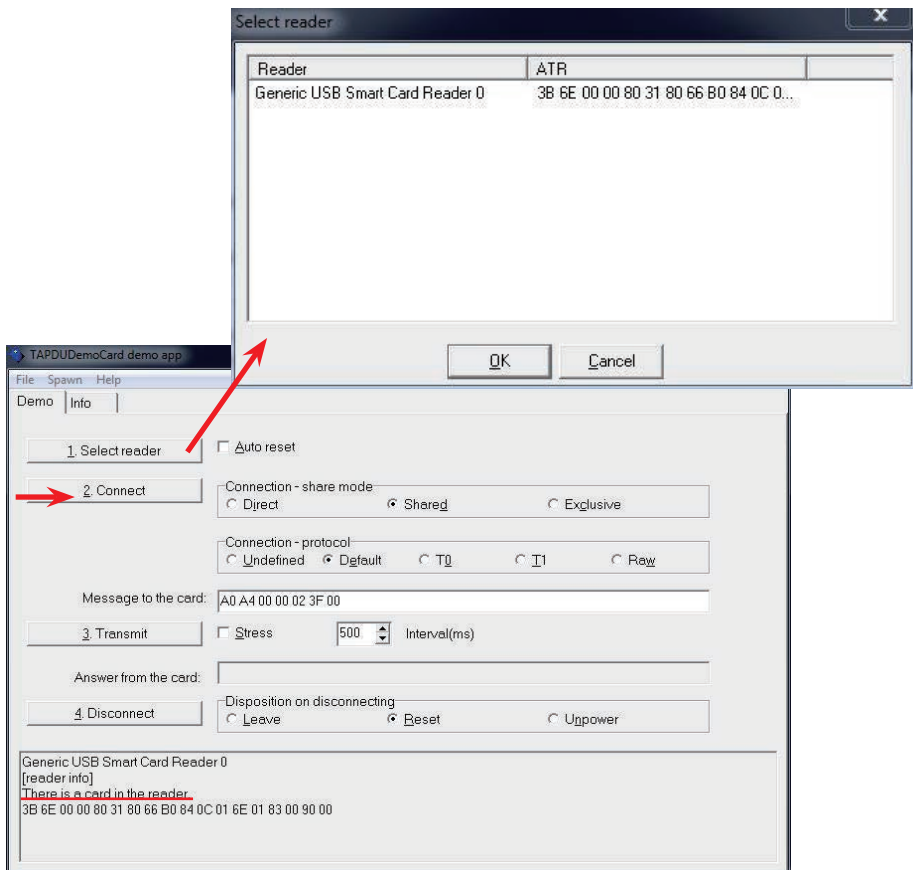 Select reader
X
Reader ATR
Generic USB Smart Card Reader 0 3B 6E 00 00 80 31 80 66 B0 84 0C 0...
OK Cancel
TAPDUDemoCard demo app
File Spawn Help
Demo Info
1. Select reader Auto reset
2. Connect
Connection - share mode
Direct Shared Exclusive
Connection - protocol
Undefined Default T0 T1 Raw
Message to the card: A0 A4 00 00 02 3F 00
3. Transmit Stress 500 Interval(ms)
Answer from the card:
4. Disconnect
Disposition on disconnecting
Leave Reset Unpower
Generic USB Smart Card Reader 0
[reader info]
There is a card in the reader.
3B 6E 00 00 80 31 80 66 B0 84 0C 01 6E 01 83 00 90 00